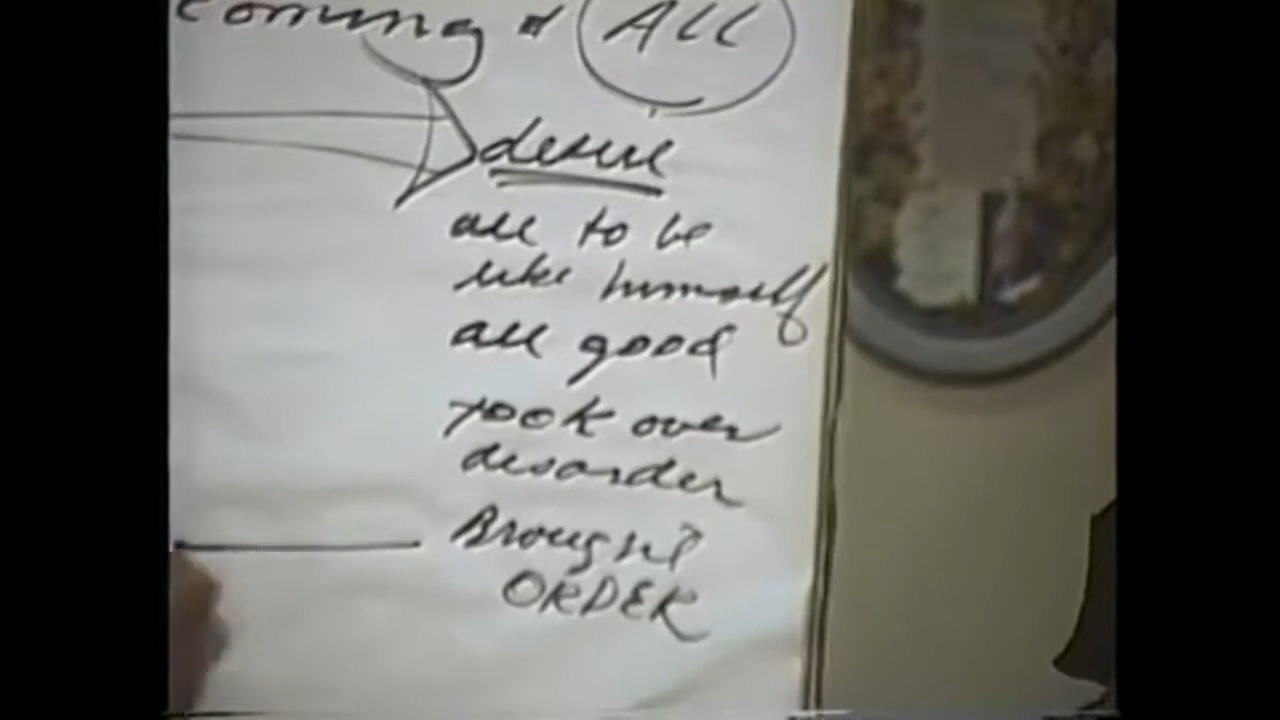 Coming of ALL
desire
all to be
like himself
all good
took over
disorder
Brought
ORDER